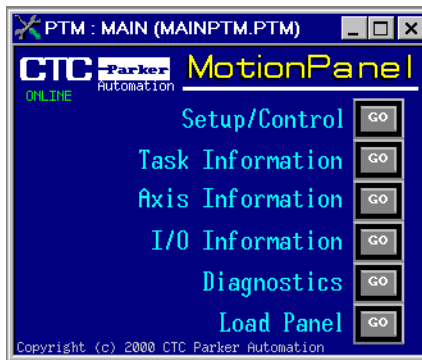 PTM : MAIN (MAINPTM.PTM)
CTC Parker Automation MotionPanel
ONLINE
Setup/Control GO
Task Information GO
Axis Information GO
I/O Information GO
Diagnostics GO
Load Panel GO
Copyright (c) 2000 CTC Parker Automation